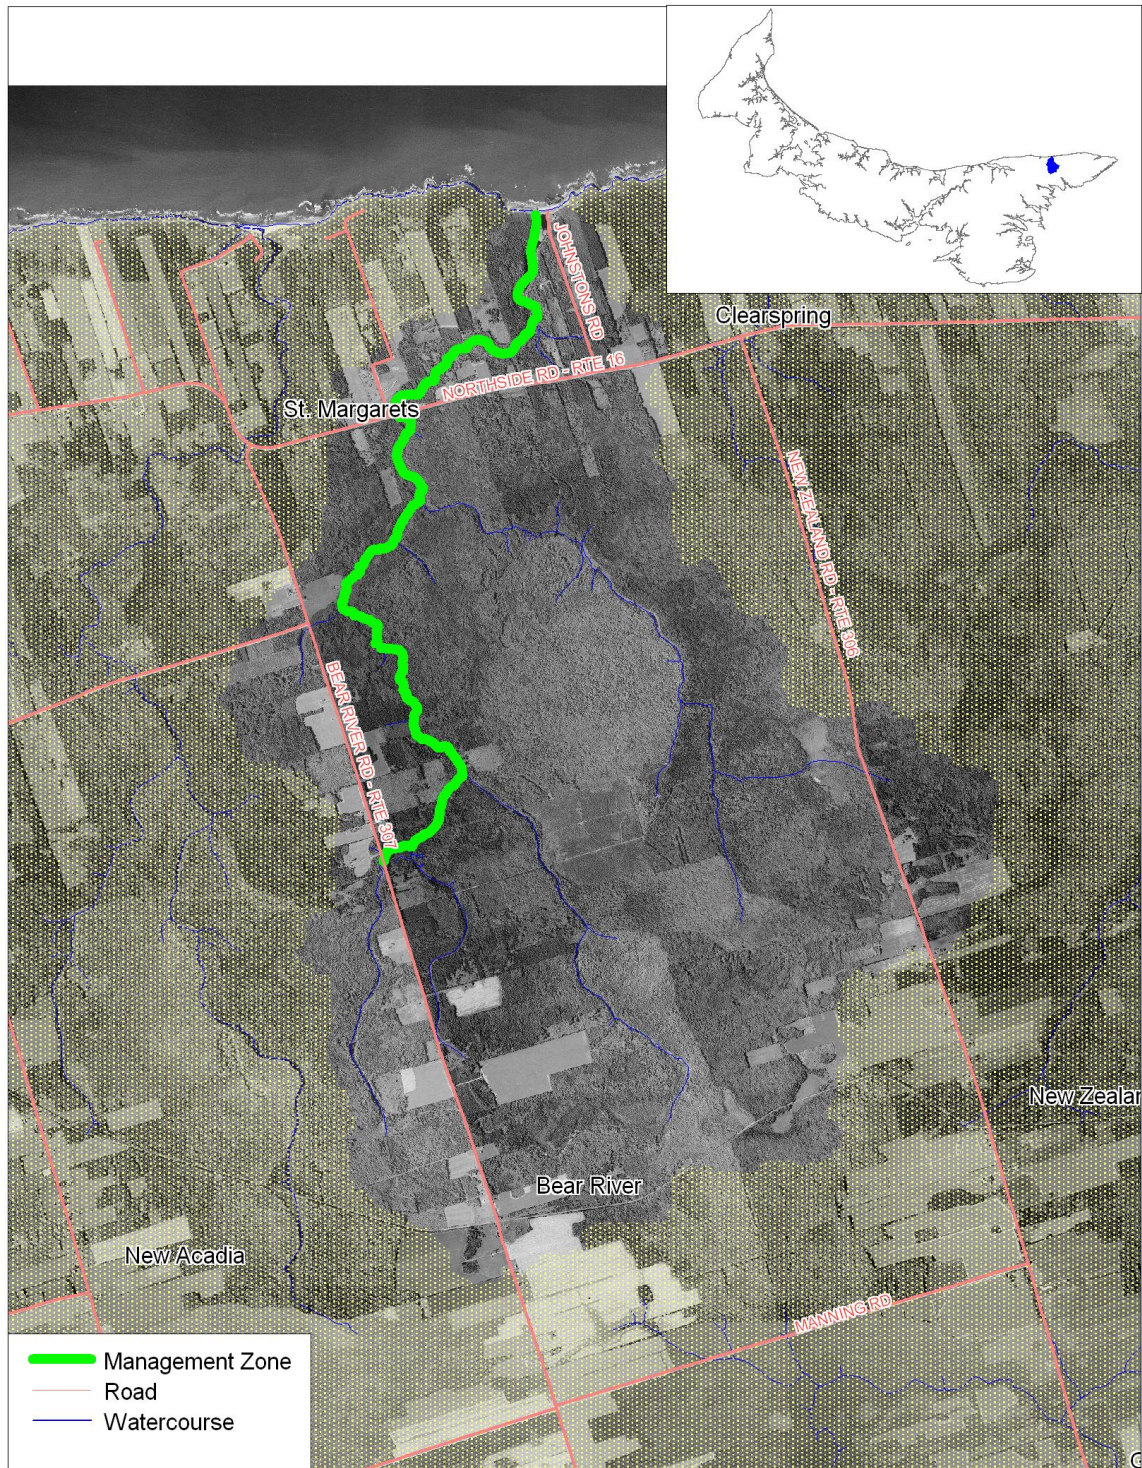 JOHNSTONS RD
Clearspring
NORTHSIDE RD - RTE 16
St. Margarets
NEW ZEALAND RD - RTE 306
BEAR RIVER RD - RTE 307
New Zealan
Bear River
New Acadia
MANNING RD
Management Zone
Road
Watercourse